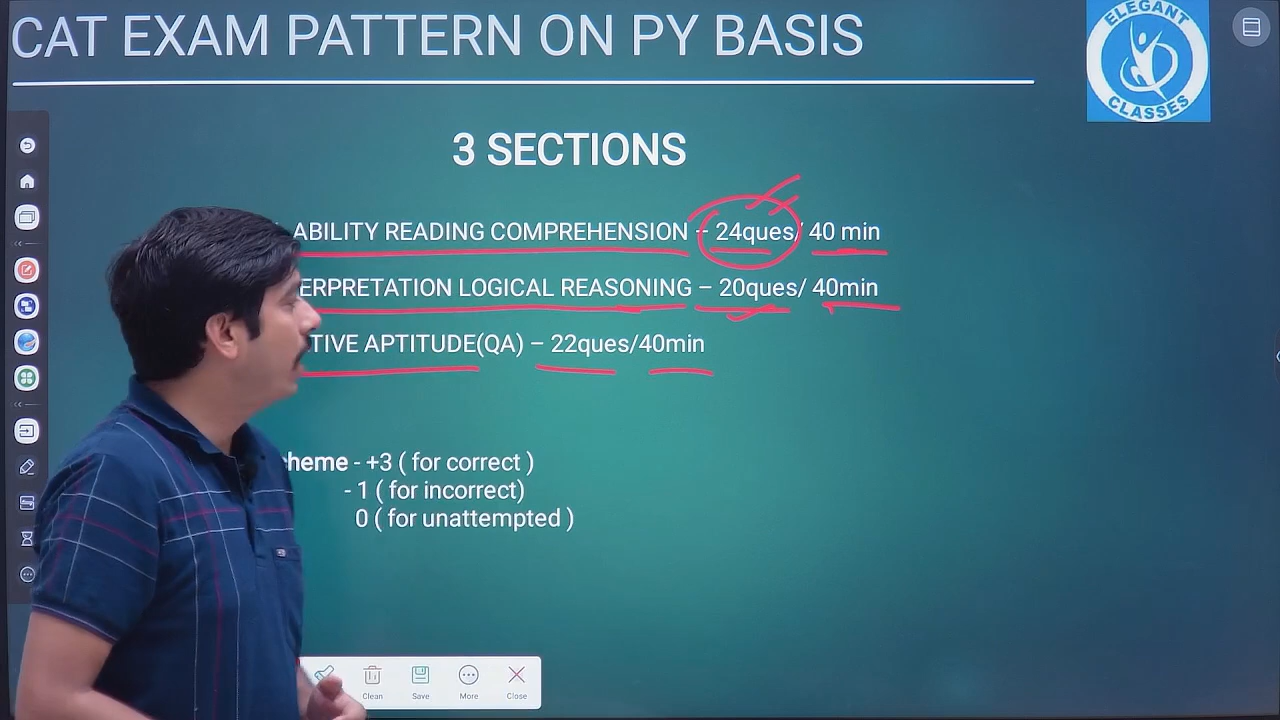 CAT EXAM PATTERN ON PY BASIS
ELEGANT
CLASSES
3 SECTIONS
ABILITY READING COMPREHENSION – 24ques/ 40 min
ERPRETATION LOGICAL REASONING – 20ques/ 40min
TIVE APTITUDE(QA) – 22ques/40min
heme - +3 ( for correct )
- 1 ( for incorrect)
0 ( for unattempted )
Clean Save More Close